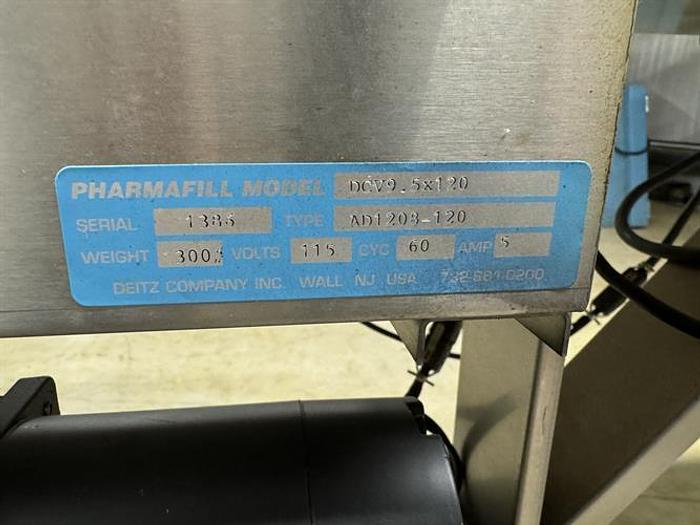 PHARMAFILL MODEL DCV9.5x120
SERIAL 1386 TYPE AD1208-120
WEIGHT 300# VOLTS 115 CYC 60 AMP 5
DEITZ COMPANY INC. WALL NJ USA 732-681-0200